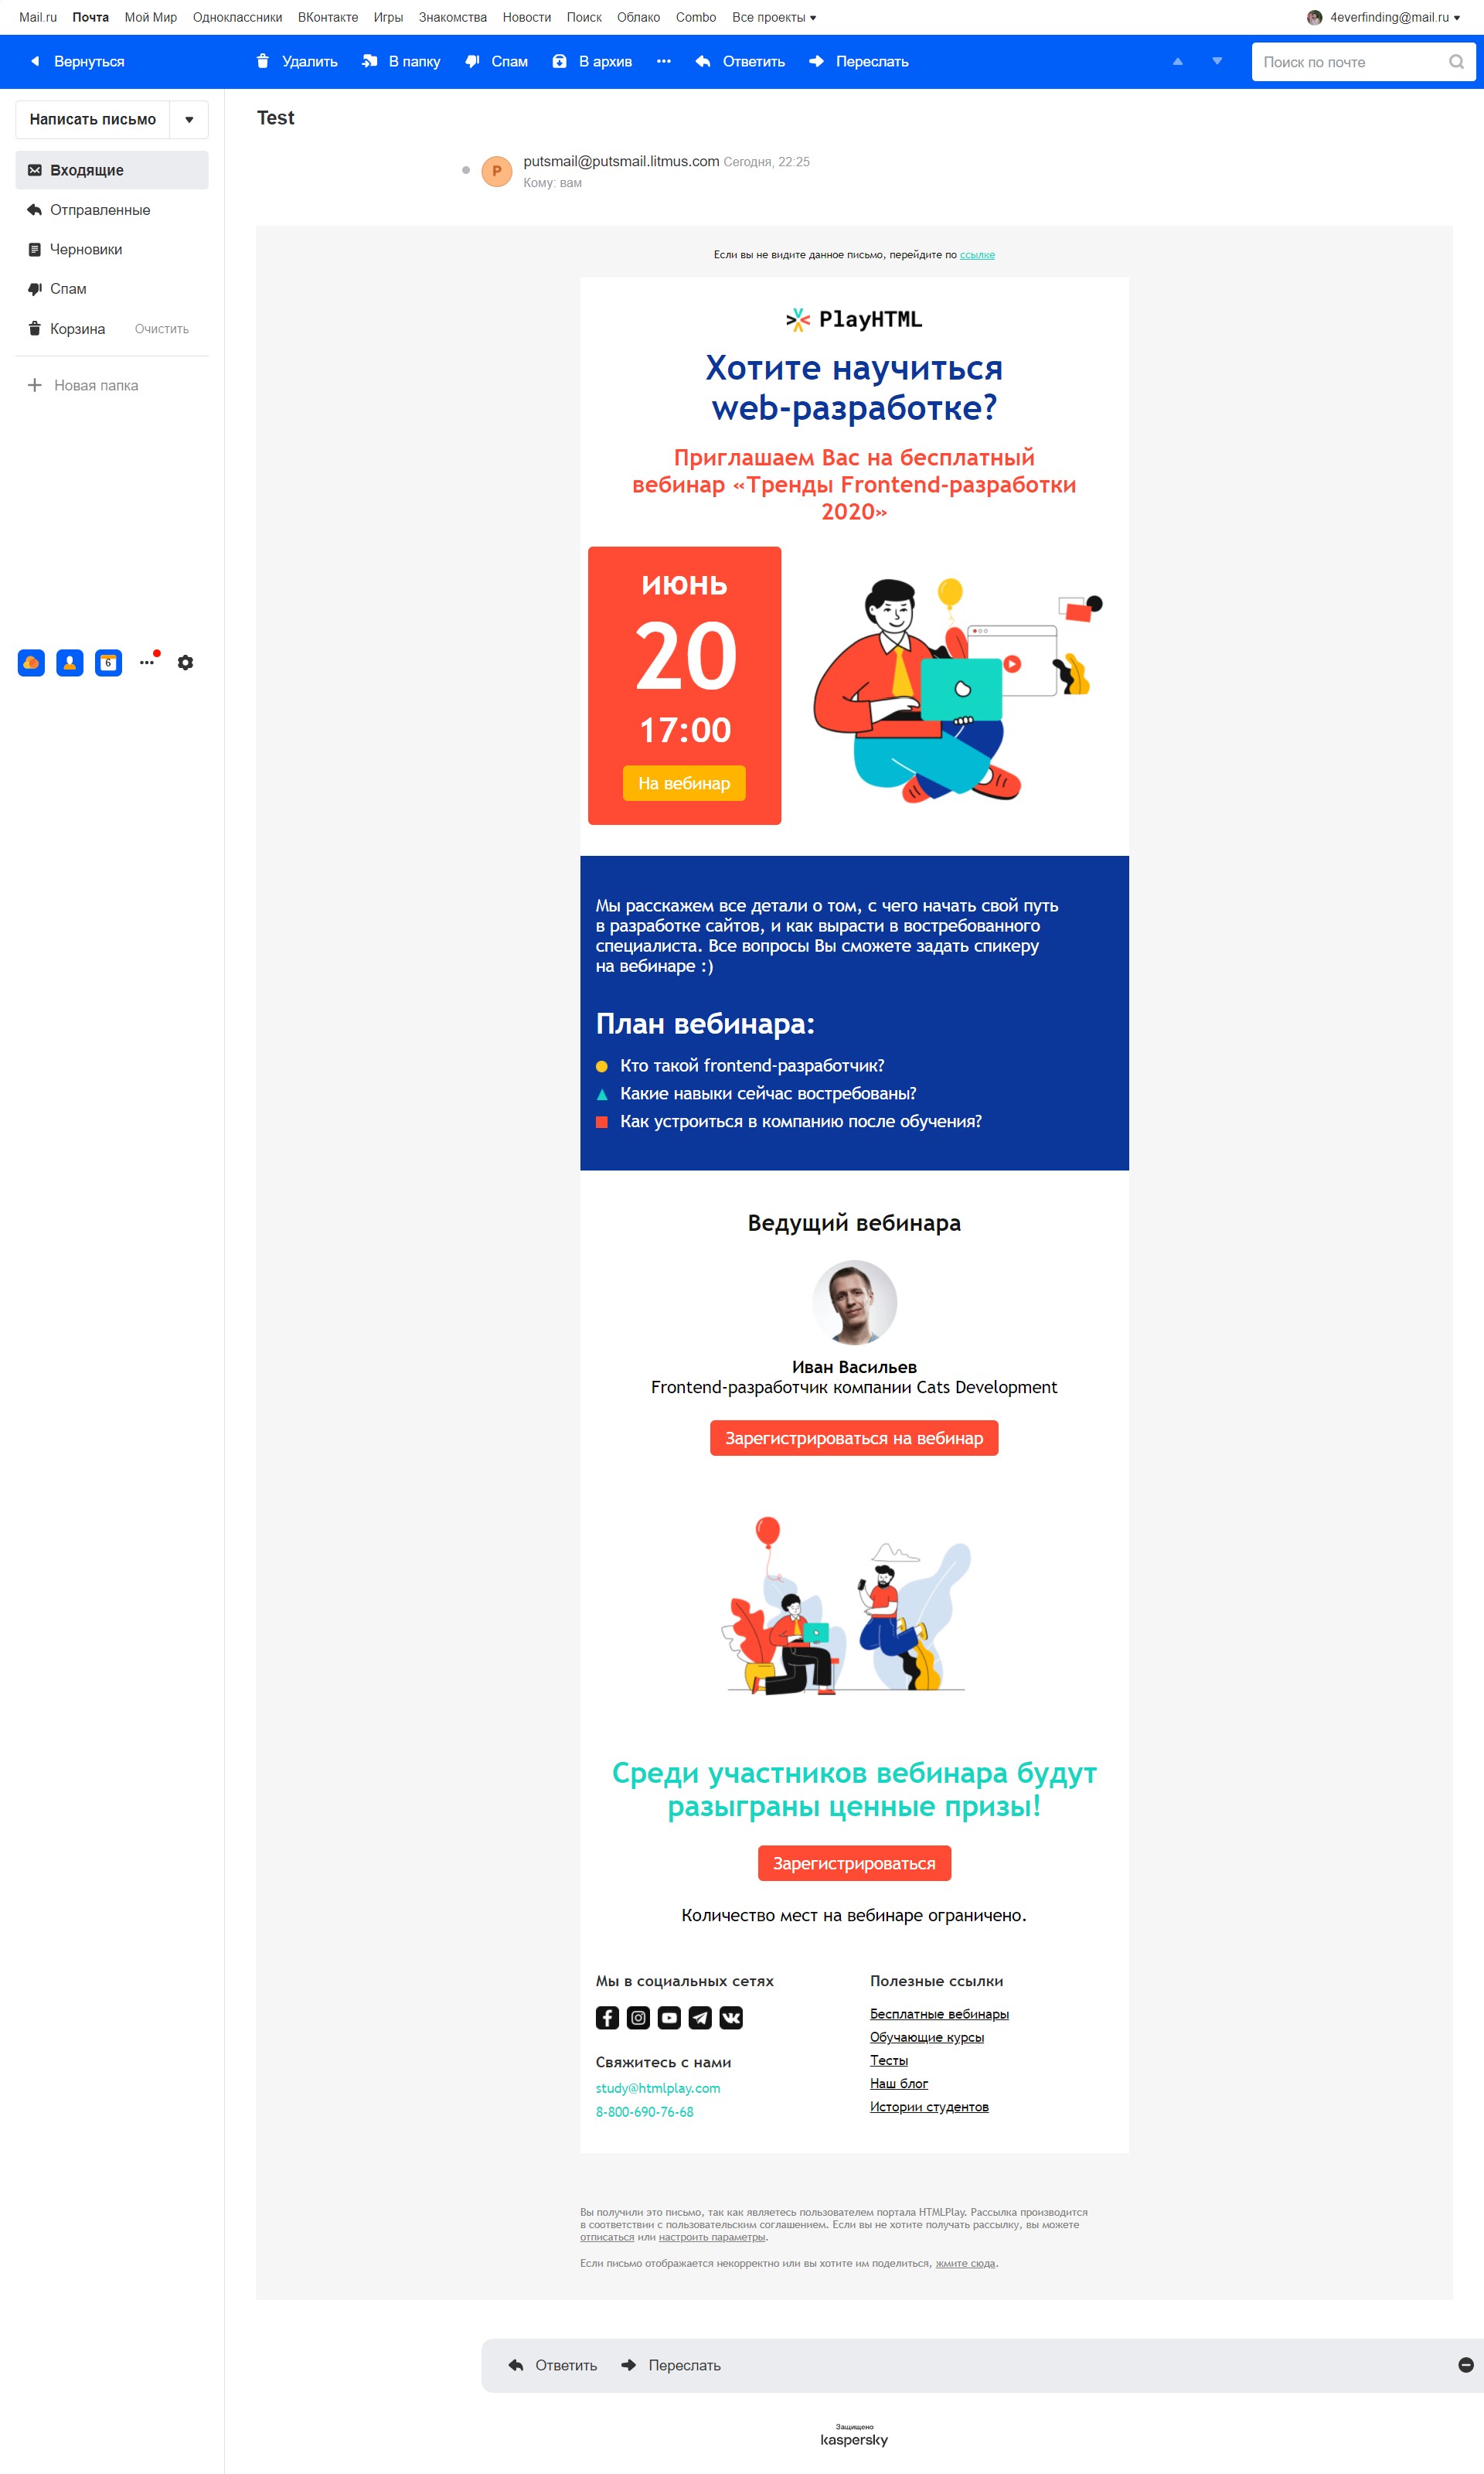 Mail.ru Почта Мой Мир Одноклассники ВКонтакте Игры Знакомства Новости Поиск Облако Combo Все проекты 4everfinding@mail.ru
Вернуться Удалить В папку Спам В архив Ответить Переслать Поиск по почте
Написать письмо
Входящие
Отправленные
Черновики
Спам
Корзина Очистить
Новая папка
6
Test
P
putsmail@putsmail.litmus.com Сегодня, 22:25
Кому: вам
Если вы не видите данное письмо, перейдите по ссылке
PlayHTML
Хотите научиться
web-разработке?
Приглашаем Вас на бесплатный
вебинар «Тренды Frontend-разработки
2020»
июнь
20
17:00
На вебинар
Мы расскажем все детали о том, с чего начать свой путь
в разработке сайтов, и как вырасти в востребованного
специалиста. Все вопросы Вы сможете задать спикеру
на вебинаре :)
План вебинара:
Кто такой frontend-разработчик?
Какие навыки сейчас востребованы?
Как устроиться в компанию после обучения?
Ведущий вебинара
Иван Васильев
Frontend-разработчик компании Cats Development
Зарегистрироваться на вебинар
Среди участников вебинара будут
разыграны ценные призы!
Зарегистрироваться
Количество мест на вебинаре ограничено.
Мы в социальных сетях
Свяжитесь с нами
study@htmlplay.com
8-800-690-76-68
Полезные ссылки
Бесплатные вебинары
Обучающие курсы
Тесты
Наш блог
Истории студентов
Вы получили это письмо, так как являетесь пользователем портала HTMLPlay. Рассылка производится
в соответствии с пользовательским соглашением. Если вы не хотите получать рассылку, вы можете
отписаться или настроить параметры.
Если письмо отображается некорректно или вы хотите им поделиться, жмите сюда.
Ответить Переслать
Защищено
kaspersky